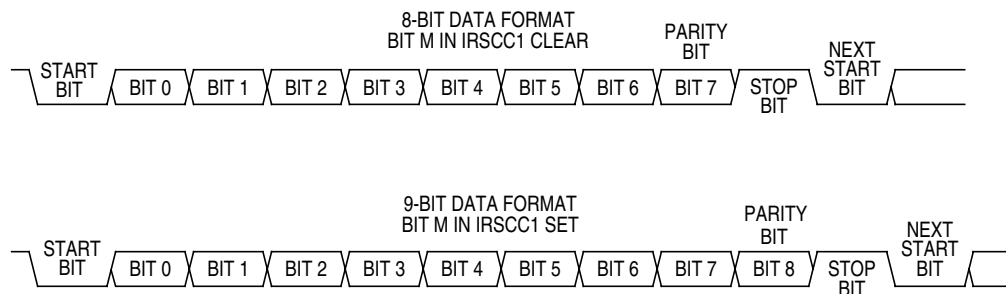 8-BIT DATA FORMAT
BIT M IN IRSCC1 CLEAR
PARITY
BIT
NEXT
START
BIT
START
BIT
BIT 0
BIT 1
BIT 2
BIT 3
BIT 4
BIT 5
BIT 6
BIT 7
STOP
BIT
9-BIT DATA FORMAT
BIT M IN IRSCC1 SET
PARITY
BIT
NEXT
START
BIT
START
BIT
BIT 0
BIT 1
BIT 2
BIT 3
BIT 4
BIT 5
BIT 6
BIT 7
BIT 8
STOP
BIT